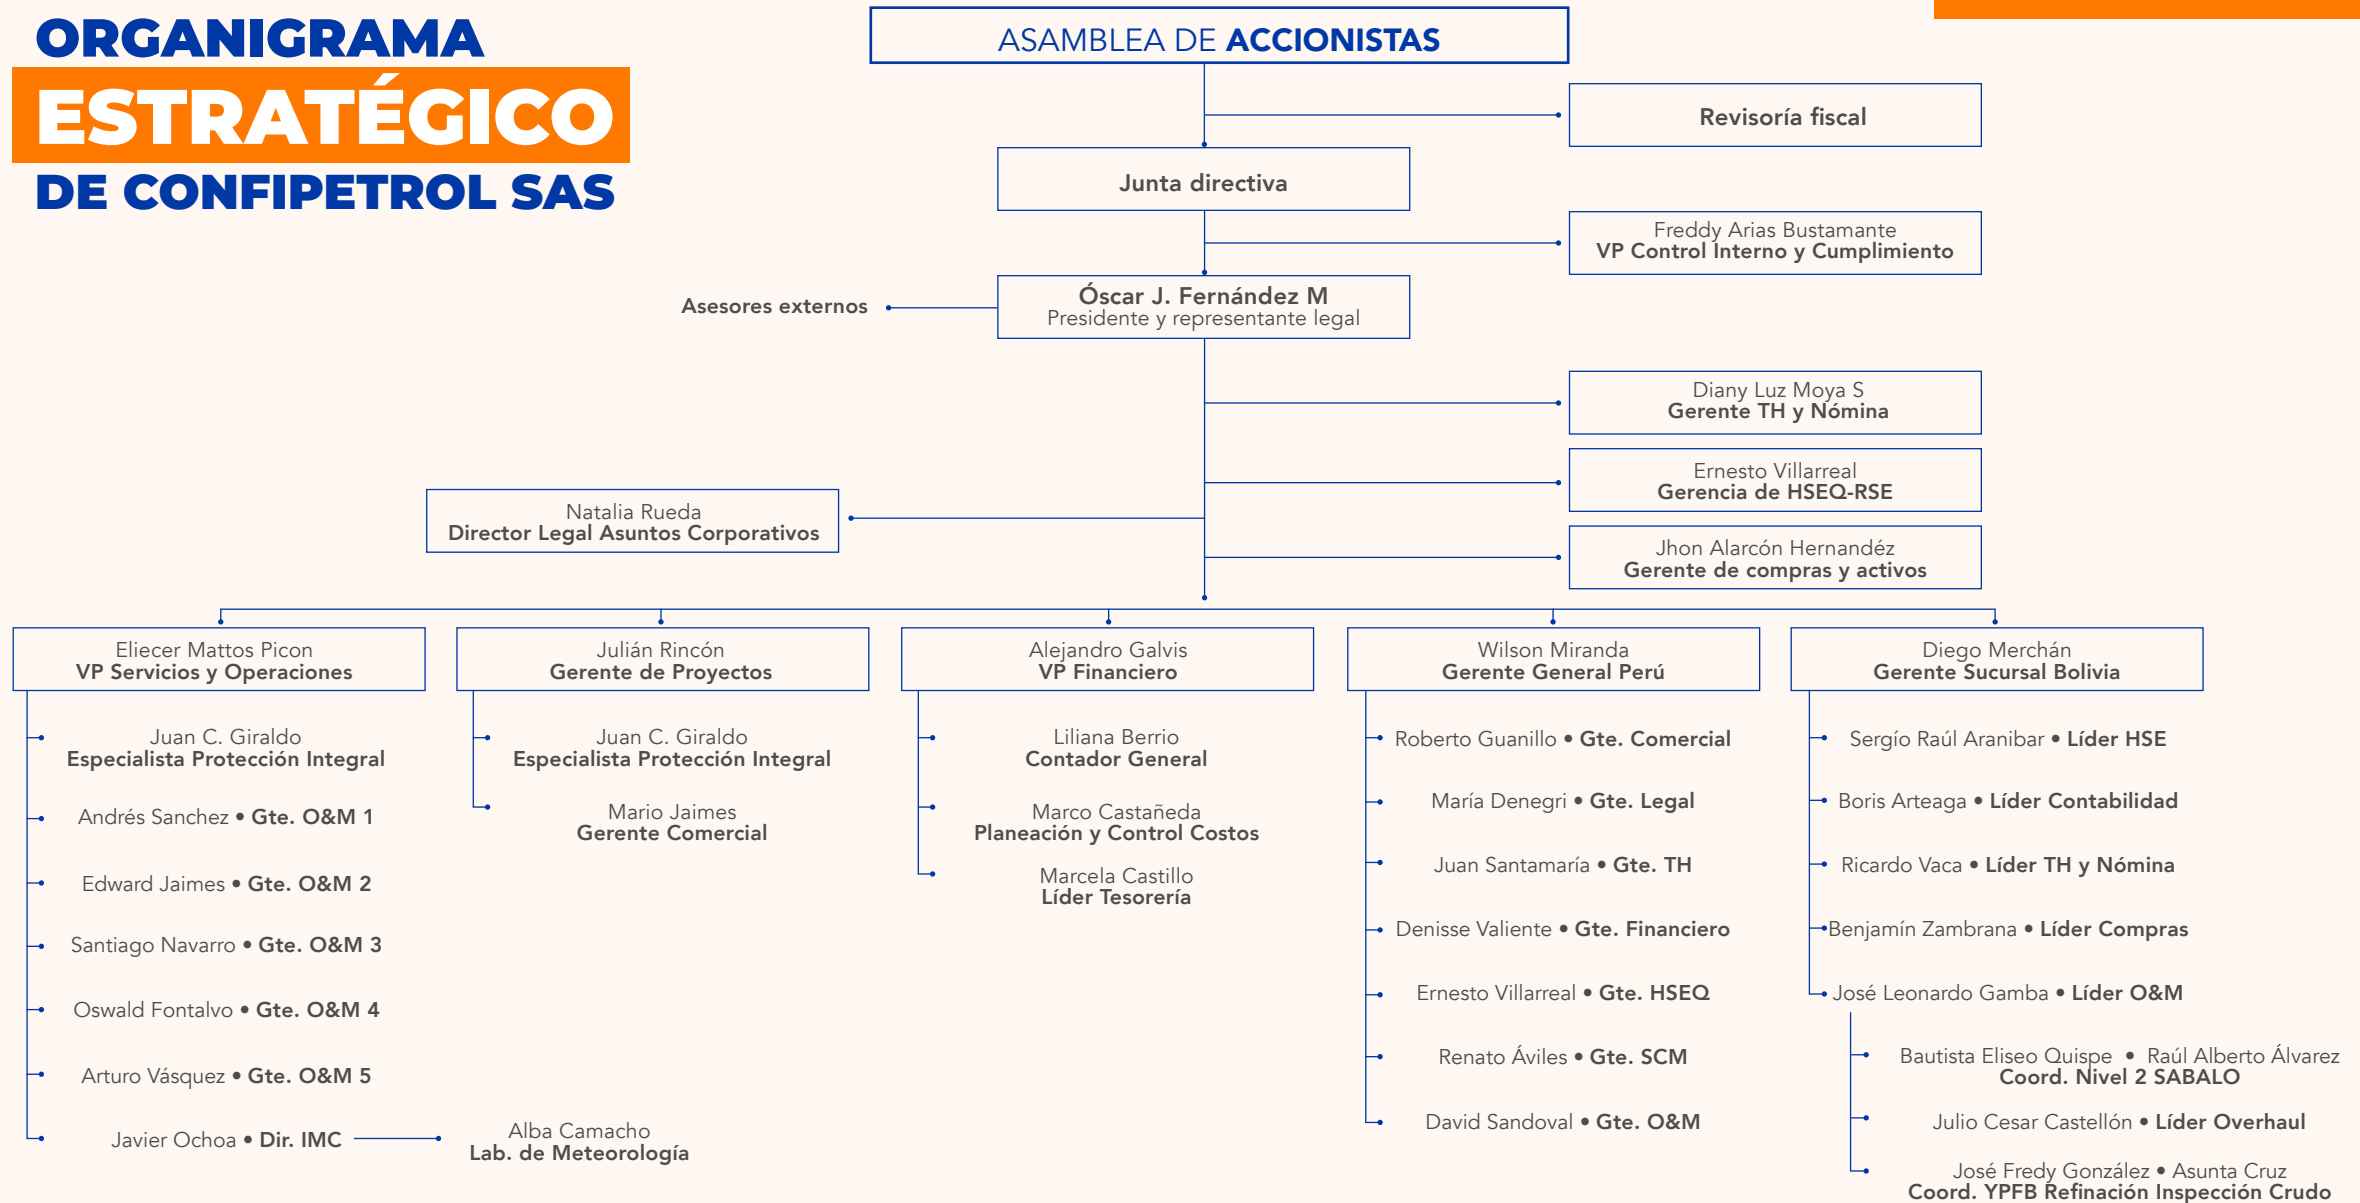 ORGANIGRAMA
ESTRATÉGICO
DE CONFIPETROL SAS
ASAMBLEA DE ACCIONISTAS
Revisoría fiscal
Junta directiva
Freddy Arias Bustamante
VP Control Interno y Cumplimiento
Asesores externos
Óscar J. Fernández M
Presidente y representante legal
Diany Luz Moya S
Gerente TH y Nómina
Ernesto Villarreal
Gerencia de HSEQ-RSE
Natalia Rueda
Director Legal Asuntos Corporativos
Jhon Alarcón Hernandéz
Gerente de compras y activos
Eliecer Mattos Picon
VP Servicios y Operaciones
Juan C. Giraldo
Especialista Protección Integral
Andrés Sanchez • Gte. O&M 1
Edward Jaimes • Gte. O&M 2
Santiago Navarro • Gte. O&M 3
Oswald Fontalvo • Gte. O&M 4
Arturo Vásquez • Gte. O&M 5
Javier Ochoa • Dir. IMC
Alba Camacho
Lab. de Meteorología
Julián Rincón
Gerente de Proyectos
Juan C. Giraldo
Especialista Protección Integral
Mario Jaimes
Gerente Comercial
Alejandro Galvis
VP Financiero
Liliana Berrio
Contador General
Marco Castañeda
Planeación y Control Costos
Marcela Castillo
Líder Tesorería
Wilson Miranda
Gerente General Perú
Roberto Guanillo • Gte. Comercial
María Denegri • Gte. Legal
Juan Santamaría • Gte. TH
Denisse Valiente • Gte. Financiero
Ernesto Villarreal • Gte. HSEQ
Renato Áviles • Gte. SCM
David Sandoval • Gte. O&M
Diego Merchán
Gerente Sucursal Bolivia
Sergío Raúl Aranibar • Líder HSE
Boris Arteaga • Líder Contabilidad
Ricardo Vaca • Líder TH y Nómina
Benjamín Zambrana • Líder Compras
José Leonardo Gamba • Líder O&M
Bautista Eliseo Quispe • Raúl Alberto Álvarez
Coord. Nivel 2 SABALO
Julio Cesar Castellón • Líder Overhaul
José Fredy González • Asunta Cruz
Coord. YPFB Refinación Inspección Crudo